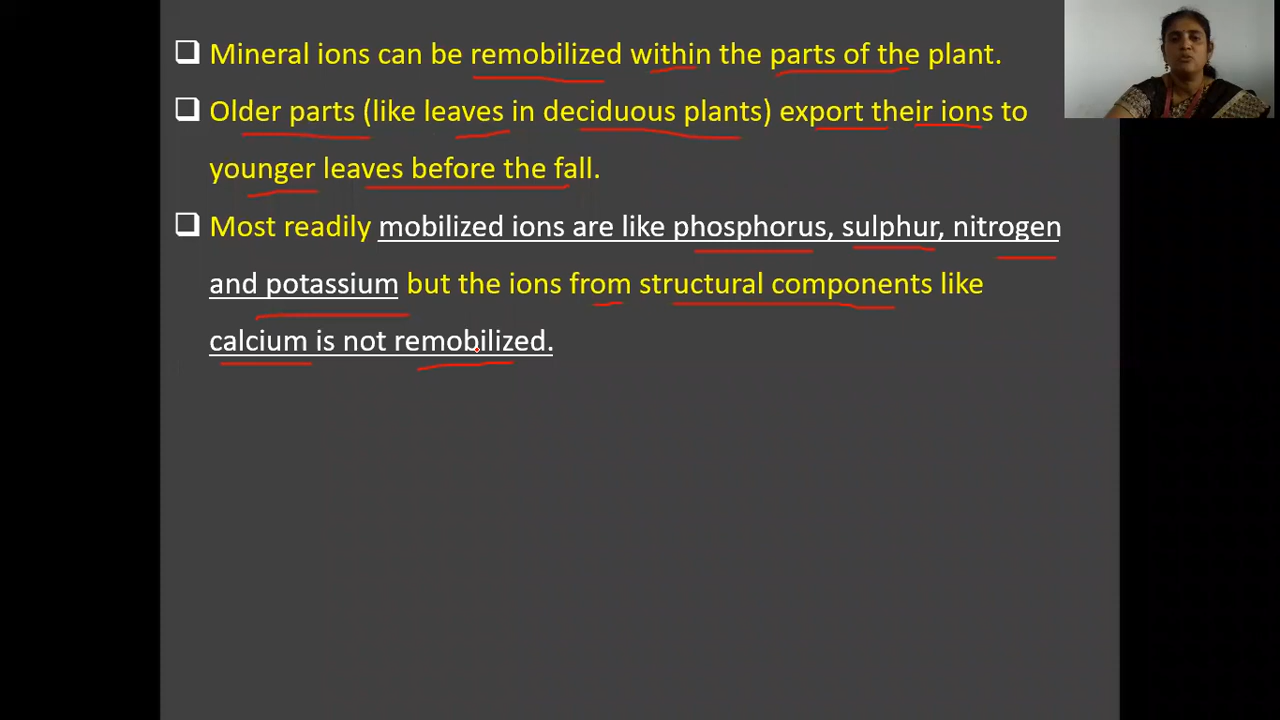 Mineral ions can be remobilized within the parts of the plant.
Older parts (like leaves in deciduous plants) export their ions to
younger leaves before the fall.
Most readily mobilized ions are like phosphorus, sulphur, nitrogen
and potassium but the ions from structural components like
calcium is not remobilized.